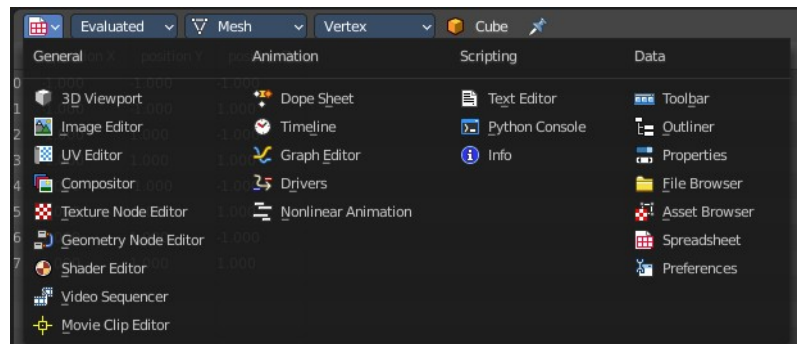 Evaluated Mesh Vertex Cube
General Animation Scripting Data
3D Viewport Dope Sheet Text Editor Toolbar
Image Editor Timeline Python Console Outliner
UV Editor Graph Editor Info Properties
Compositor Drivers File Browser
Texture Node Editor Nonlinear Animation Asset Browser
Geometry Node Editor Spreadsheet
Shader Editor Preferences
Video Sequencer
Movie Clip Editor